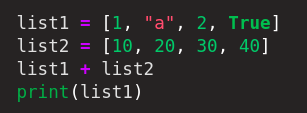 list1 = [1, "a", 2, True]
list2 = [10, 20, 30, 40]
list1 + list2
print(list1)